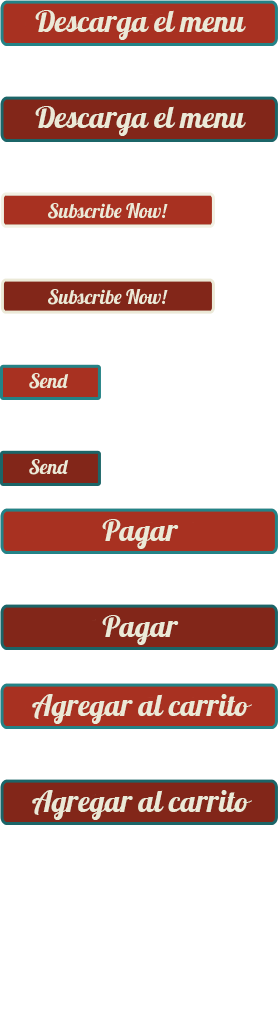 Descarga el menu
Descarga el menu
Subscribe Now!
Subscribe Now!
Send
Send
Pagar
Pagar
Agregar al carrito
Agregar al carrito